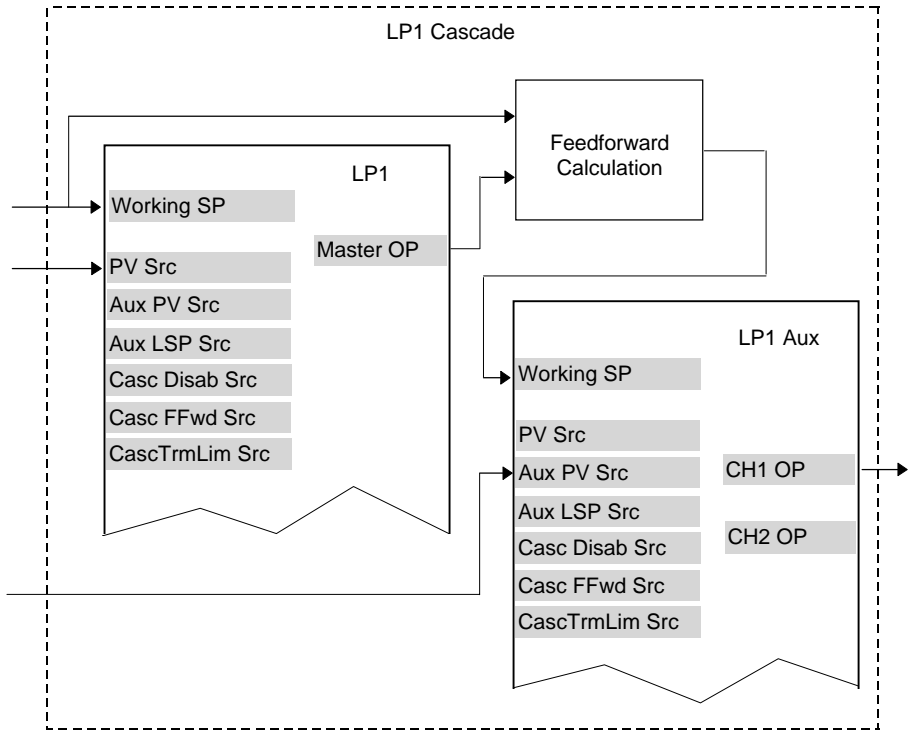 LP1 Cascade
Feedforward
Calculation
LP1
Working SP
Master OP
PV Src
Aux PV Src
Aux LSP Src
Casc Disab Src
Casc FFwd Src
CascTrmLim Src
LP1 Aux
Working SP
PV Src
Aux PV Src
CH1 OP
Aux LSP Src
CH2 OP
Casc Disab Src
Casc FFwd Src
CascTrmLim Src